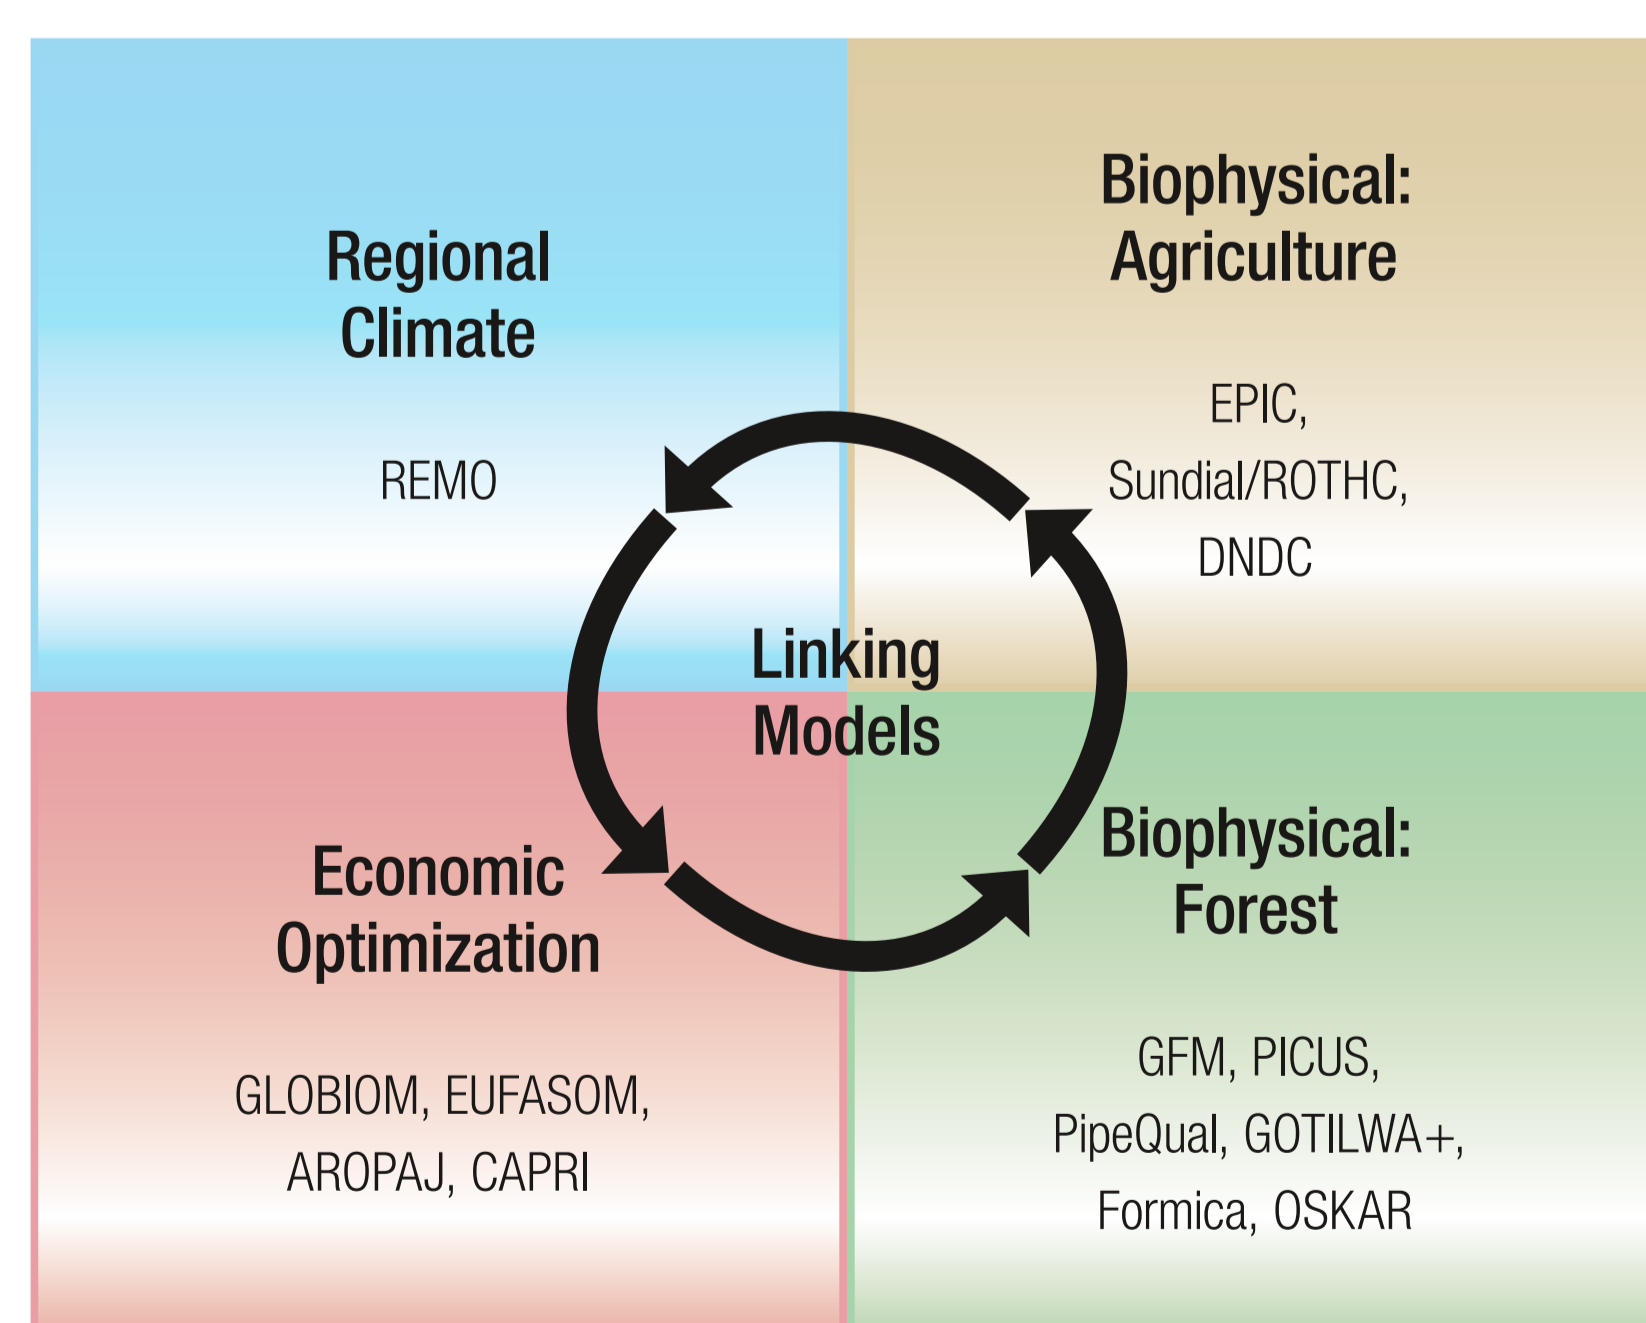 Regional
Climate
REMO
Biophysical:
Agriculture
EPIC,
Sundial/ROTHC,
DNDC
Linking
Models
Economic
Optimization
GLOBIOM, EUFASOM,
AROPAJ, CAPRI
Biophysical:
Forest
GFM, PICUS,
PipeQual, GOTILWA+,
Formica, OSKAR